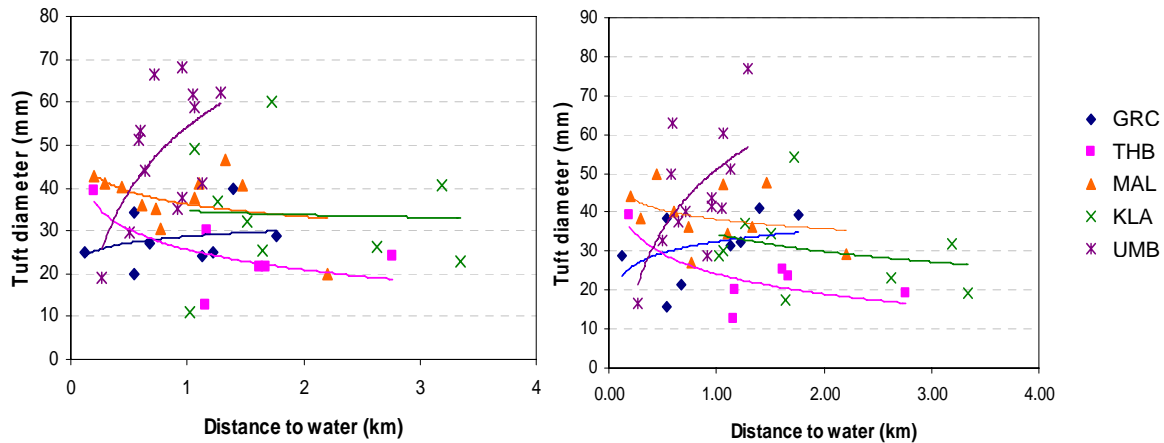 80
70
60
50
40
30
20
10
0
Tuft diameter (mm)
0 1 2 3 4
Distance to water (km)
90
80
70
60
50
40
30
20
10
0
Tuft diameter (mm)
0.00 1.00 2.00 3.00 4.00
Distance to water (km)
GRC
THB
MAL
KLA
UMB